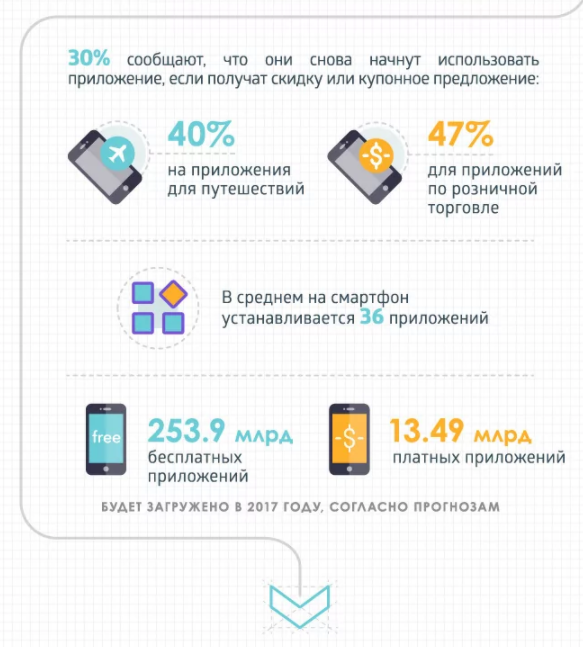 30% сообщают, что они снова начнут использовать
приложение, если получат скидку или купонное предложение:
40%
на приложения
для путешествий
47%
для приложений
по розничной
торговле
-$-
В среднем на смартфон
устанавливается 36 приложений
free
253.9 млрд
бесплатных
приложений
-$-
13.49 млрд
платных приложений
БУДЕТ ЗАГРУЖЕНО В 2017 ГОДУ, СОГЛАСНО ПРОГНОЗАМ